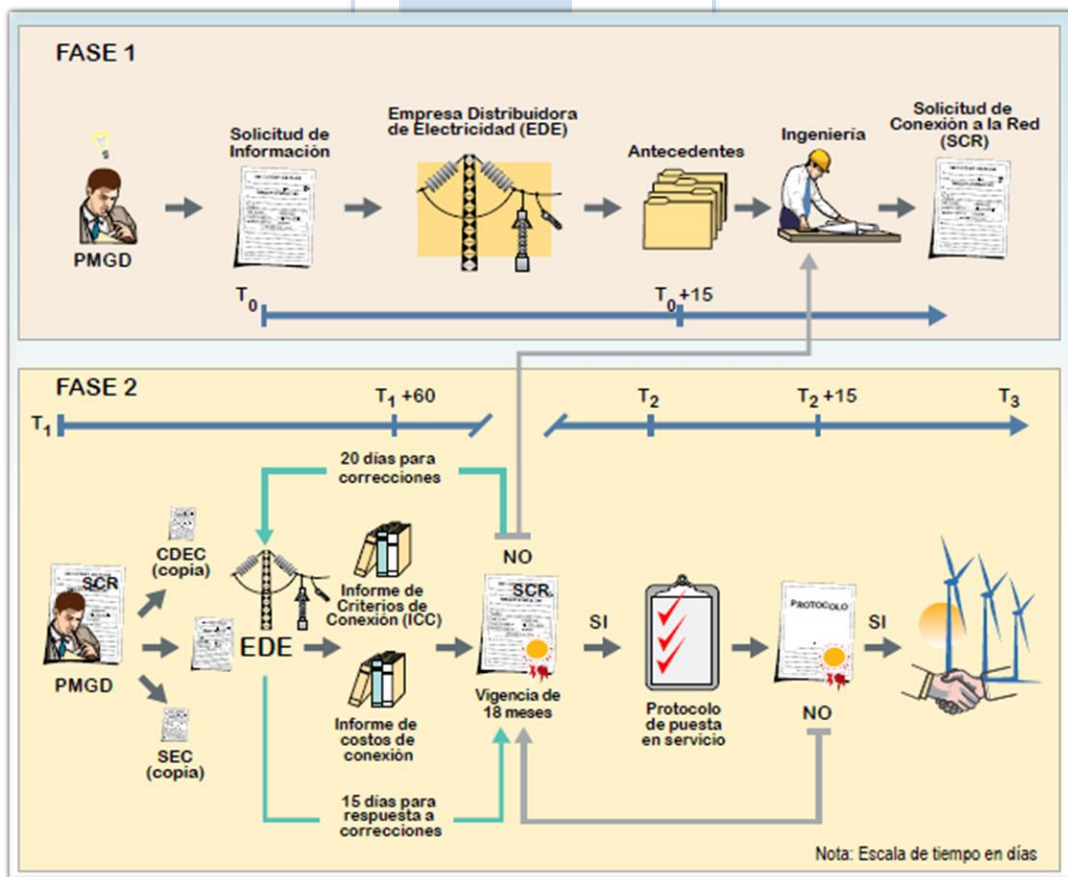 FASE 1
Solicitud de
Información
Empresa Distribuidora
de Electricidad (EDE)
Antecedentes
Ingeniería
Solicitud de
Conexión a la Red
(SCR)
PMGD
T0
T0 +15
FASE 2
T1
T1 +60
T2
T2 +15
T3
20 días para
correcciones
CDEC
(copia)
SCR
PMGD
EDE
SEC
(copia)
Informe de
Criterios de
Conexión (ICC)
Informe de
costos de
conexión
NO
SCR
Vigencia de
18 meses
SI
Protocolo
de puesta
en servicio
PROTOCOLO
SI
NO
15 días para
respuesta a
correcciones
Nota: Escala de tiempo en días